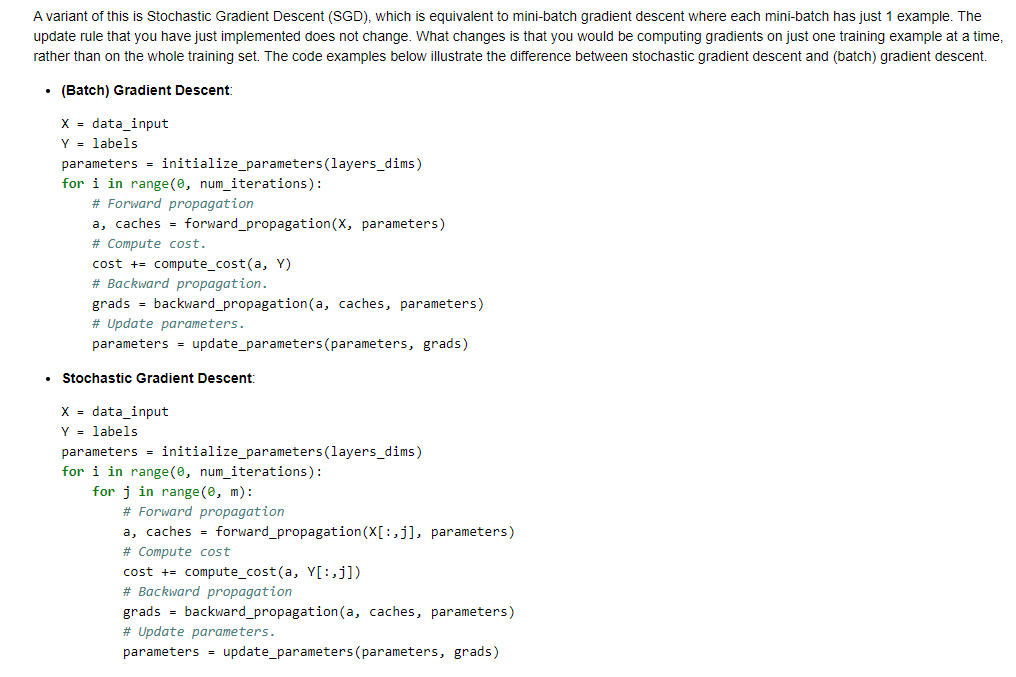 A variant of this is Stochastic Gradient Descent (SGD), which is equivalent to mini-batch gradient descent where each mini-batch has just 1 example. The
update rule that you have just implemented does not change. What changes is that you would be computing gradients on just one training example at a time,
rather than on the whole training set. The code examples below illustrate the difference between stochastic gradient descent and (batch) gradient descent.
• (Batch) Gradient Descent:
X = data_input
Y = labels
parameters = initialize_parameters(layers_dims)
for i in range(0, num_iterations):
    # Forward propagation
    a, caches = forward_propagation(X, parameters)
    # Compute cost.
    cost += compute_cost(a, Y)
    # Backward propagation.
    grads = backward_propagation(a, caches, parameters)
    # Update parameters.
    parameters = update_parameters(parameters, grads)
• Stochastic Gradient Descent:
X = data_input
Y = labels
parameters = initialize_parameters(layers_dims)
for i in range(0, num_iterations):
    for j in range(0, m):
        # Forward propagation
        a, caches = forward_propagation(X[:,j], parameters)
        # Compute cost
        cost += compute_cost(a, Y[:,j])
        # Backward propagation
        grads = backward_propagation(a, caches, parameters)
        # Update parameters.
        parameters = update_parameters(parameters, grads)